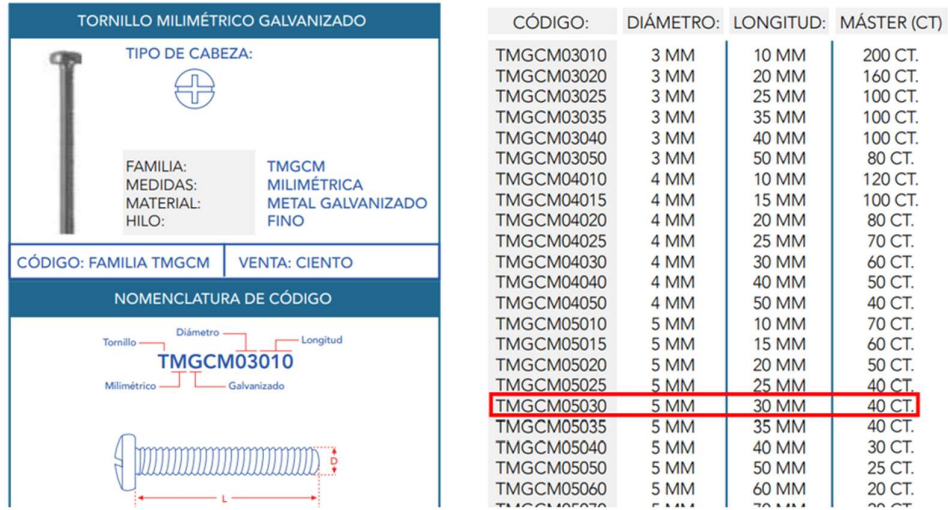 TORNILLO MILIMÉTRICO GALVANIZADO
TIPO DE CABEZA:
FAMILIA: TMGCM
MEDIDAS: MILIMÉTRICA
MATERIAL: METAL GALVANIZADO
HILO: FINO
CÓDIGO: FAMILIA TMGCM VENTA: CIENTO
NOMENCLATURA DE CÓDIGO
Diámetro
Tornillo Longitud
TMGCM03010
Milimétrico Galvanizado
D
L
CÓDIGO: DIÁMETRO: LONGITUD: MÁSTER (CT)
TMGCM03010 3 MM 10 MM 200 CT.
TMGCM03020 3 MM 20 MM 160 CT.
TMGCM03025 3 MM 25 MM 100 CT.
TMGCM03035 3 MM 35 MM 100 CT.
TMGCM03040 3 MM 40 MM 100 CT.
TMGCM03050 3 MM 50 MM 80 CT.
TMGCM04010 4 MM 10 MM 120 CT.
TMGCM04015 4 MM 15 MM 100 CT.
TMGCM04020 4 MM 20 MM 80 CT.
TMGCM04025 4 MM 25 MM 70 CT.
TMGCM04030 4 MM 30 MM 60 CT.
TMGCM04040 4 MM 40 MM 50 CT.
TMGCM04050 4 MM 50 MM 40 CT.
TMGCM05010 5 MM 10 MM 70 CT.
TMGCM05015 5 MM 15 MM 60 CT.
TMGCM05020 5 MM 20 MM 50 CT.
TMGCM05025 5 MM 25 MM 40 CT.
TMGCM05030 5 MM 30 MM 40 CT.
TMGCM05035 5 MM 35 MM 40 CT.
TMGCM05040 5 MM 40 MM 30 CT.
TMGCM05050 5 MM 50 MM 25 CT.
TMGCM05060 5 MM 60 MM 20 CT.